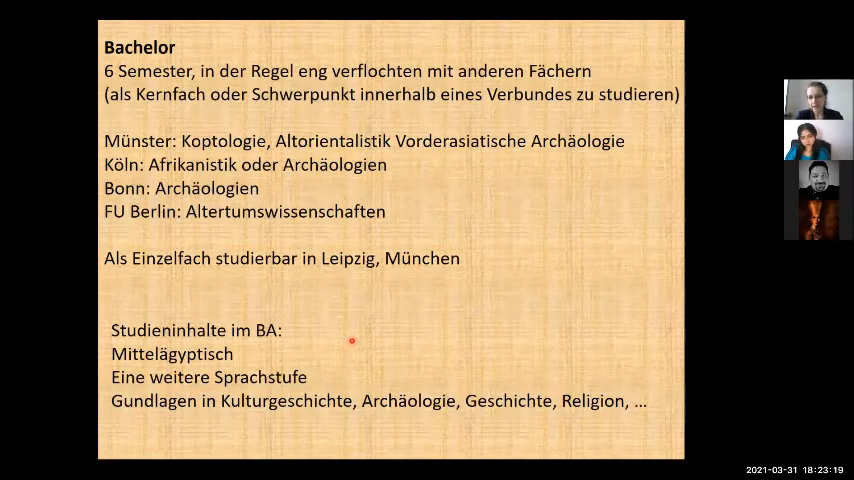 Bachelor
6 Semester, in der Regel eng verflochten mit anderen Fächern
(als Kernfach oder Schwerpunkt innerhalb eines Verbundes zu studieren)
Münster: Koptologie, Altorientalistik Vorderasiatische Archäologie
Köln: Afrikanistik oder Archäologien
Bonn: Archäologien
FU Berlin: Altertumswissenschaften
Als Einzelfach studierbar in Leipzig, München
Studieninhalte im BA:
Mittelägyptisch
Eine weitere Sprachstufe
Gundlagen in Kulturgeschichte, Archäologie, Geschichte, Religion, ...
2021-03-31 18:23:19